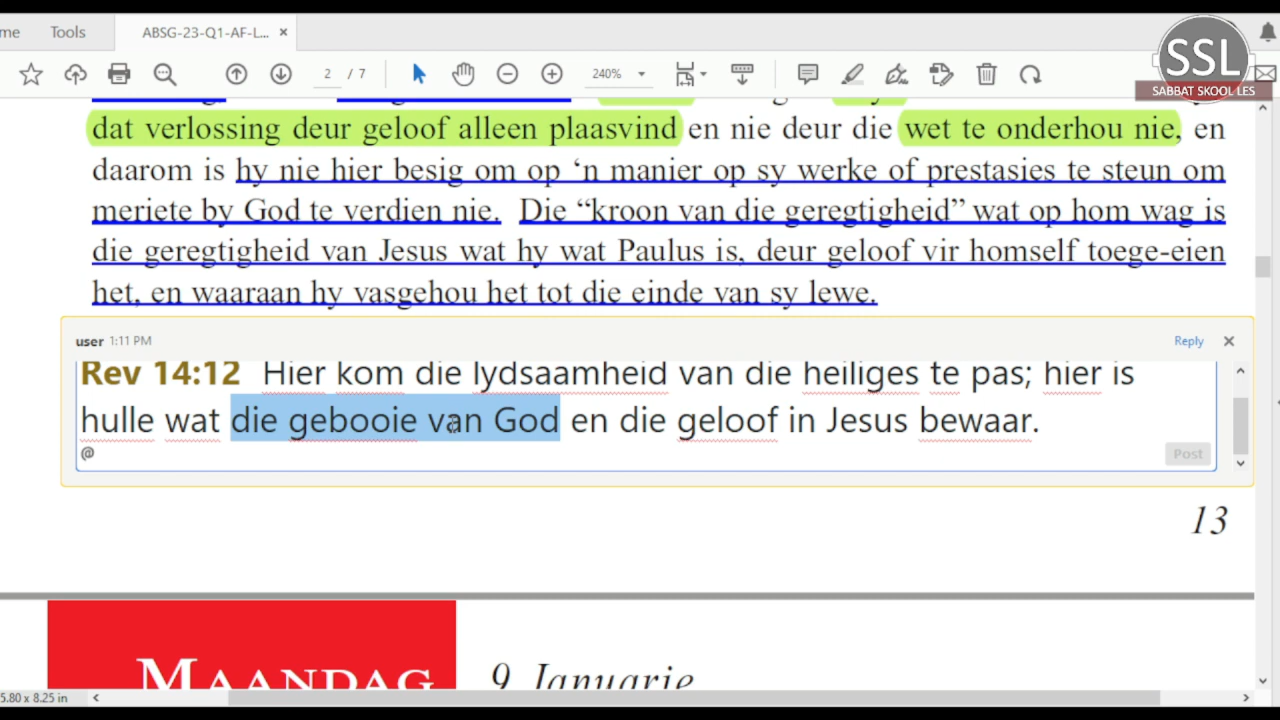 me Tools ABSG-23-Q1-AF-L... ×
SSL
SABBAT SKOOL LES
2 / 7 240%
dat verlossing deur geloof alleen plaasvind en nie deur die wet te onderhou nie, en
daarom is hy nie hier besig om op ‘n manier op sy werke of prestasies te steun om
meriete by God te verdien nie. Die “kroon van die geregtigheid” wat op hom wag is
die geregtigheid van Jesus wat hy wat Paulus is, deur geloof vir homself toege-eien
het, en waaraan hy vasgehou het tot die einde van sy lewe.
user 1:11 PM Reply ×
Rev 14:12 Hier kom die lydsaamheid van die heiliges te pas; hier is
hulle wat die gebooie van God en die geloof in Jesus bewaar.
@ Post
13
MAANDAG 9 Januarie
5.80 x 8.25 in